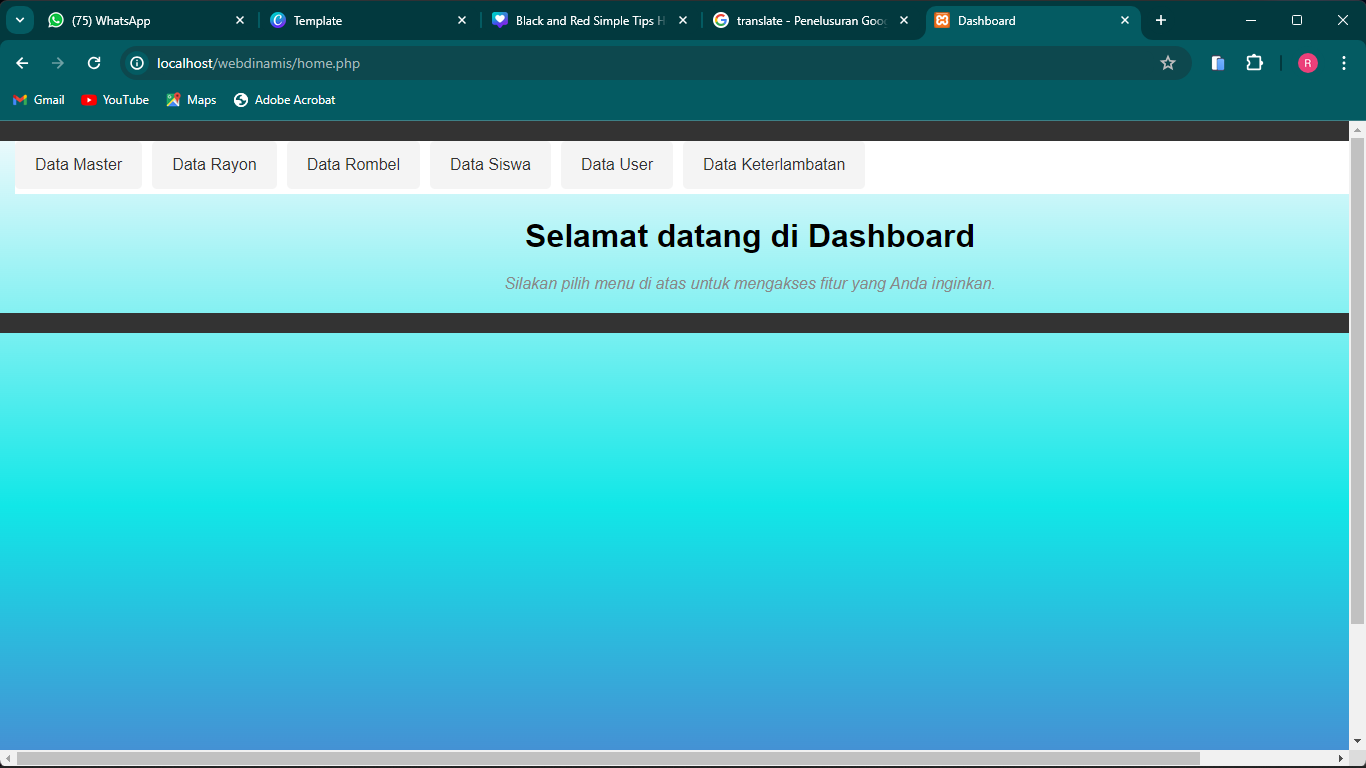 (75) WhatsApp
Template
Black and Red Simple Tips H
translate - Penelusuran Goo
Dashboard
localhost/webdinamis/home.php
R
Gmail
YouTube
Maps
Adobe Acrobat
Data Master
Data Rayon
Data Rombel
Data Siswa
Data User
Data Keterlambatan
Selamat datang di Dashboard
Silakan pilih menu di atas untuk mengakses fitur yang Anda inginkan.